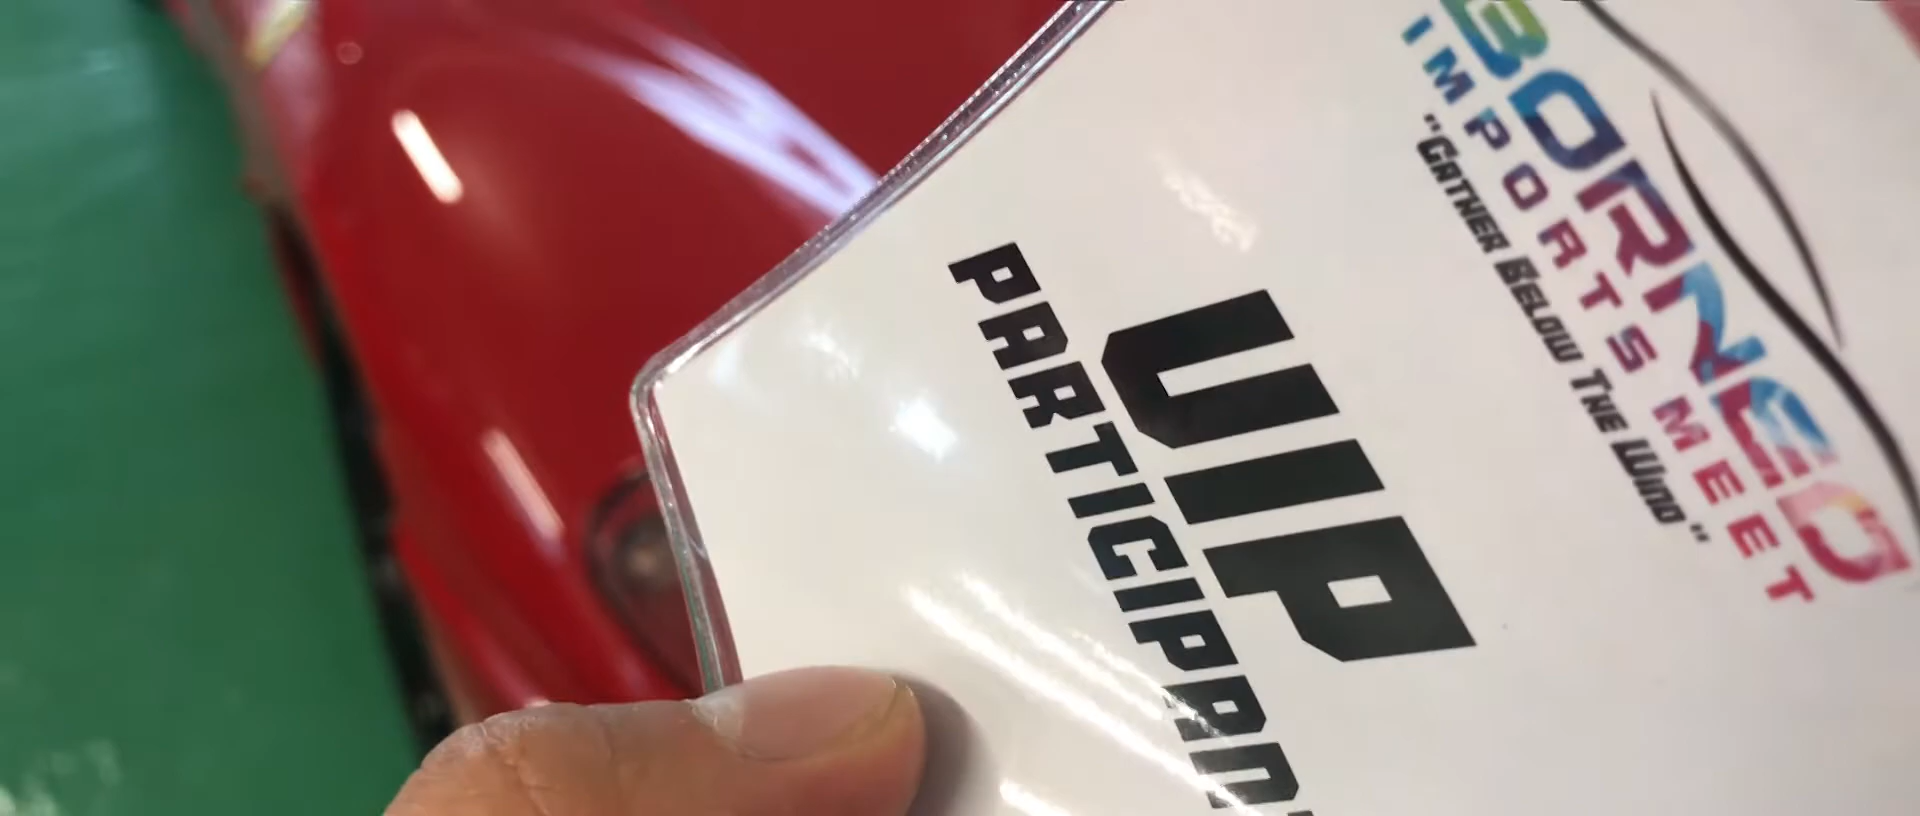 BORNEO
IMPORTS MEET
"GATHER BELOW THE WIND"
VIP
PARTICIPAN